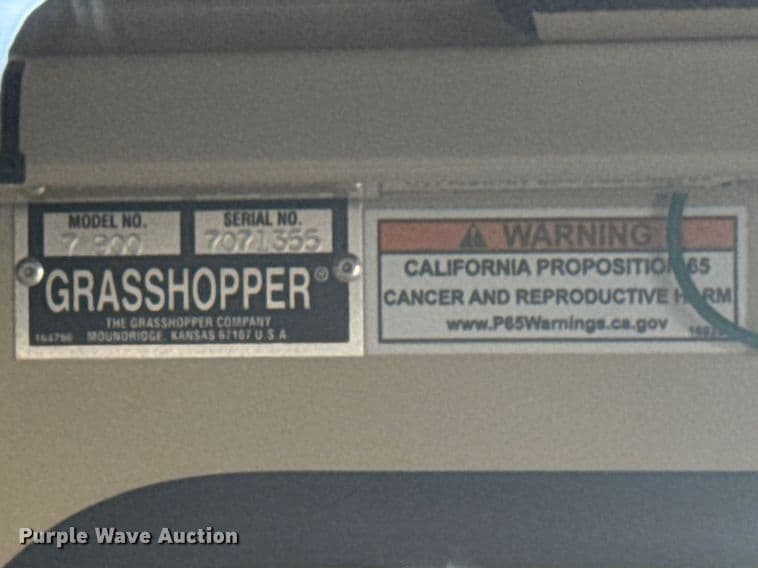 MODEL NO.
SERIAL NO.
7071355
GRASSHOPPER®
THE GRASSHOPPER COMPANY
MOUNDRIDGE, KANSAS 67107 U.S.A
WARNING
CALIFORNIA PROPOSITION 65
CANCER AND REPRODUCTIVE HARM
www.P65Warnings.ca.gov
Purple Wave Auction